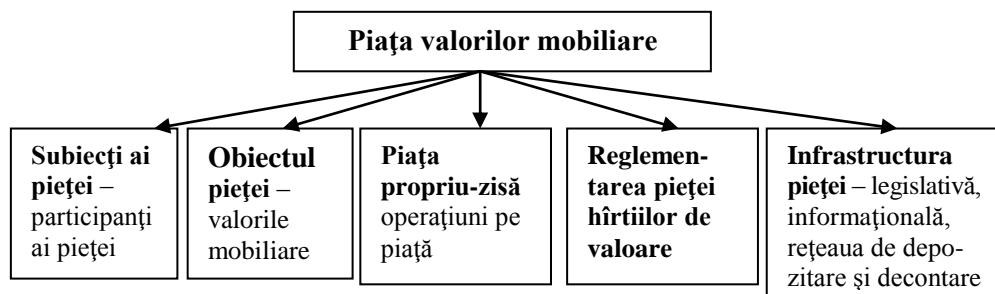 Piaţa valorilor mobiliare
Subiecţi ai
pieţei –
participanţi
ai pieţei
Obiectul
pieţei –
valorile
mobiliare
Piaţa
propriu-zisă
operaţiuni pe
piaţă
Reglemen-
tarea pieţei
hîrtiilor de
valoare
Infrastructura
pieţei – legislativă,
informaţională,
reţeaua de depo-
zitare şi decontare